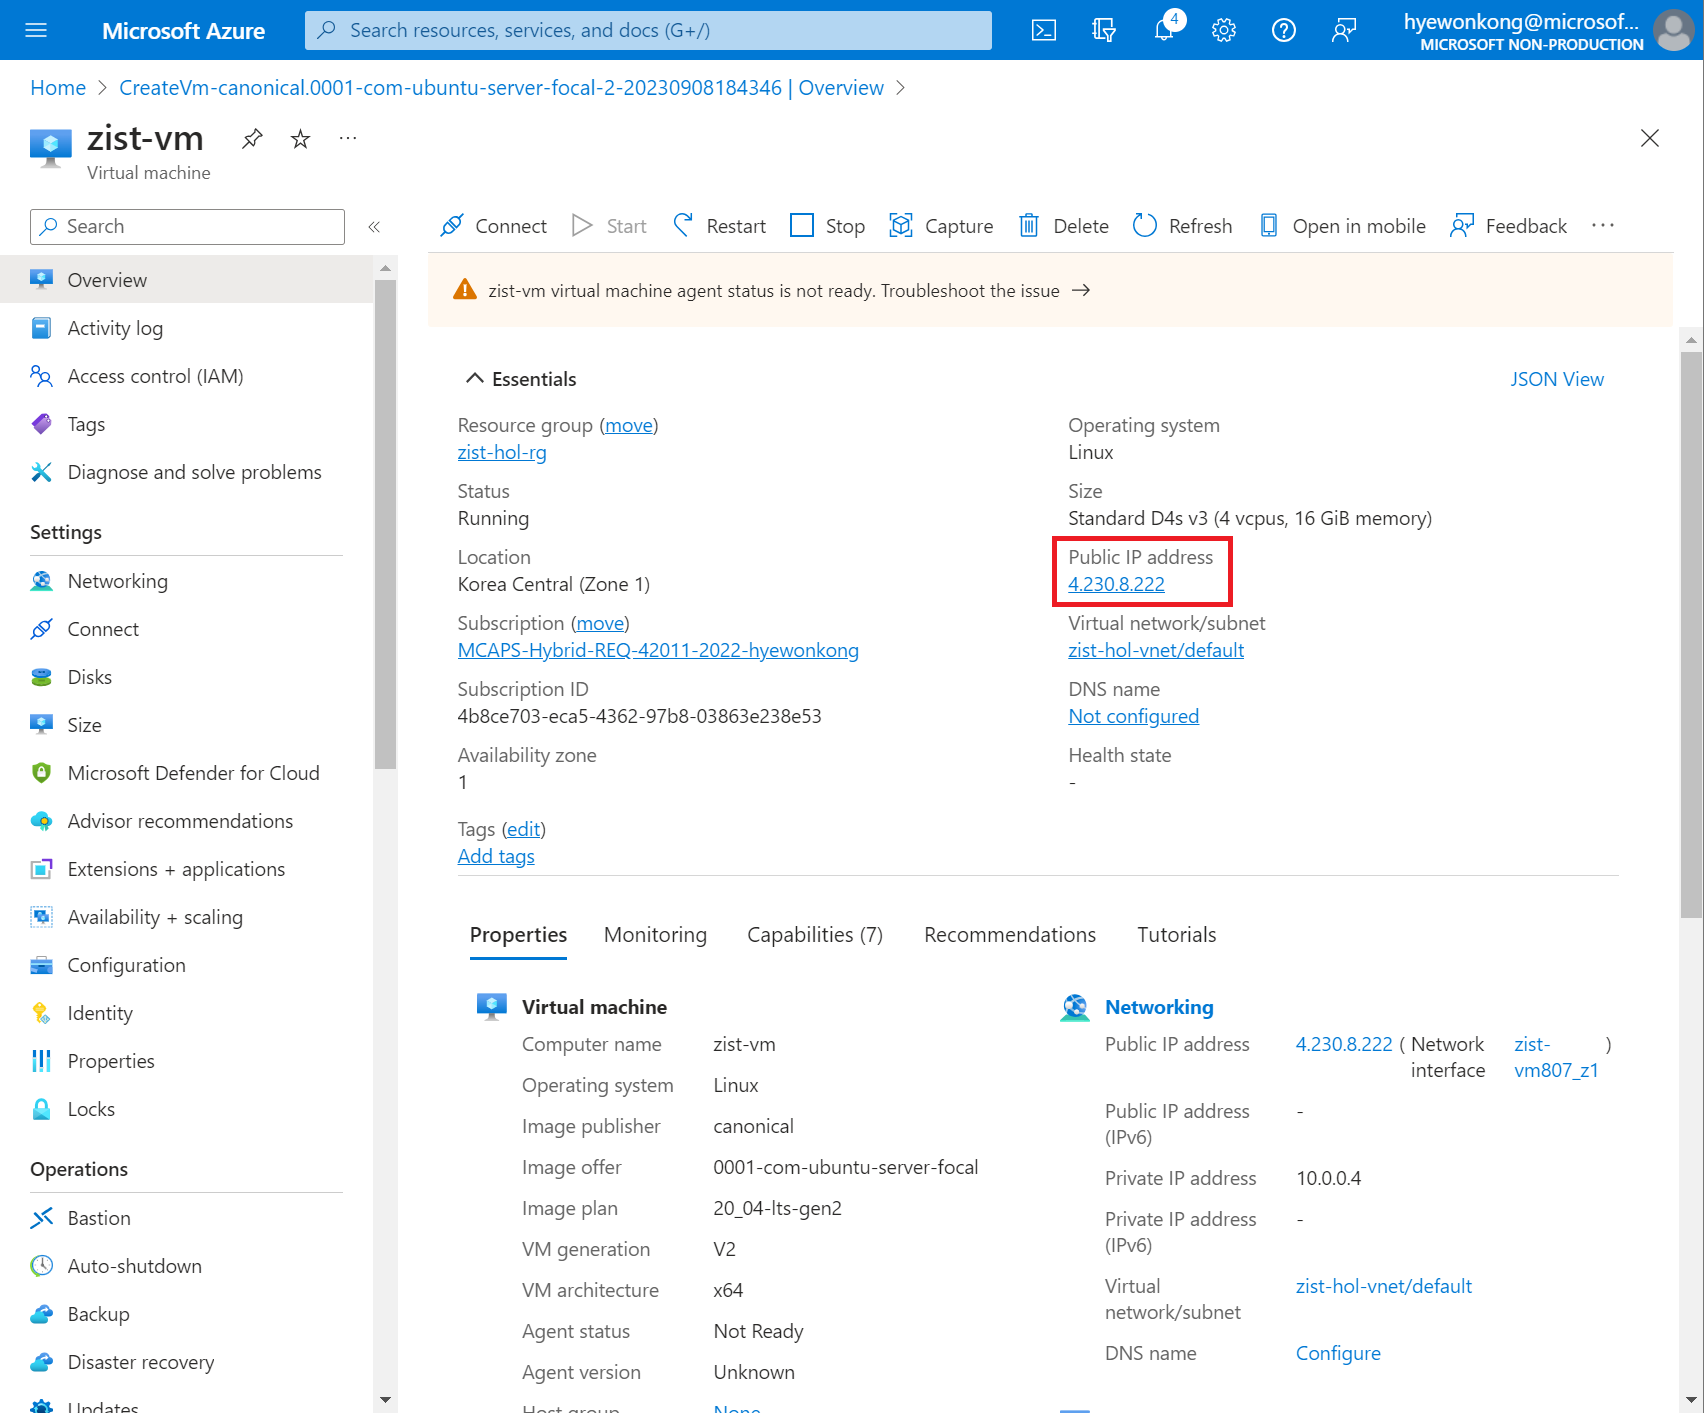 Microsoft Azure
Search resources, services, and docs (G+/)
4
hyewonkong@microsof...
MICROSOFT NON-PRODUCTION
Home > CreateVm-canonical.0001-com-ubuntu-server-focal-2-20230908184346 | Overview >
zist-vm
Virtual machine
Search
Connect
Start
Restart
Stop
Capture
Delete
Refresh
Open in mobile
Feedback
Overview
Activity log
Access control (IAM)
Tags
Diagnose and solve problems
Settings
Networking
Connect
Disks
Size
Microsoft Defender for Cloud
Advisor recommendations
Extensions + applications
Availability + scaling
Configuration
Identity
Properties
Locks
Operations
Bastion
Auto-shutdown
Backup
Disaster recovery
Updates
zist-vm virtual machine agent status is not ready. Troubleshoot the issue →
Essentials
JSON View
Resource group (move)
zist-hol-rg
Status
Running
Location
Korea Central (Zone 1)
Subscription (move)
MCAPS-Hybrid-REQ-42011-2022-hyewonkong
Subscription ID
4b8ce703-eca5-4362-97b8-03863e238e53
Availability zone
1
Operating system
Linux
Size
Standard D4s v3 (4 vcpus, 16 GiB memory)
Public IP address
4.230.8.222
Virtual network/subnet
zist-hol-vnet/default
DNS name
Not configured
Health state
-
Tags (edit)
Add tags
Properties
Monitoring
Capabilities (7)
Recommendations
Tutorials
Virtual machine
Computer name zist-vm
Operating system Linux
Image publisher canonical
Image offer 0001-com-ubuntu-server-focal
Image plan 20_04-lts-gen2
VM generation V2
VM architecture x64
Agent status Not Ready
Agent version Unknown
Host group None
Networking
Public IP address 4.230.8.222 ( Network interface zist-vm807_z1 )
Public IP address (IPv6) -
Private IP address 10.0.0.4
Private IP address (IPv6) -
Virtual network/subnet zist-hol-vnet/default
DNS name Configure